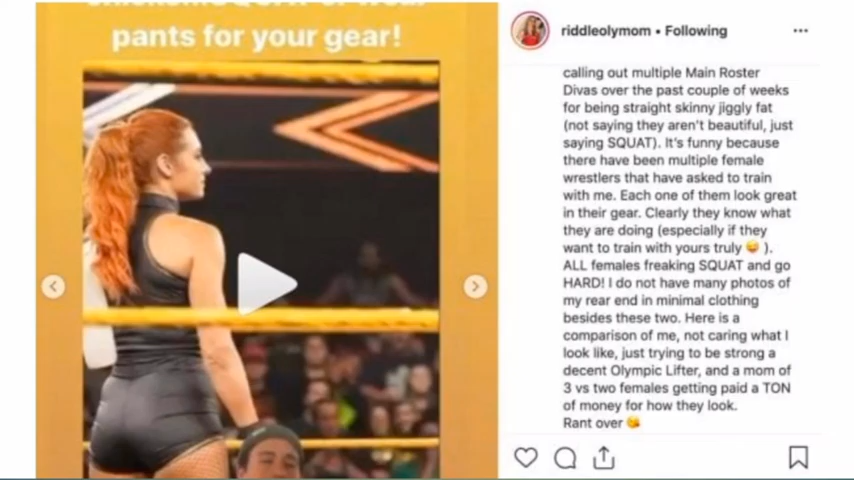 pants for your gear!
riddleolymom • Following
calling out multiple Main Roster
Divas over the past couple of weeks
for being straight skinny jiggly fat
(not saying they aren't beautiful, just
saying SQUAT). It's funny because
there have been multiple female
wrestlers that have asked to train
with me. Each one of them look great
in their gear. Clearly they know what
they are doing (especially if they
want to train with yours truly 😜 ).
ALL females freaking SQUAT and go
HARD! I do not have many photos of
my rear end in minimal clothing
besides these two. Here is a
comparison of me, not caring what I
look like, just trying to be strong a
decent Olympic Lifter, and a mom of
3 vs two females getting paid a TON
of money for how they look.
Rant over 😘